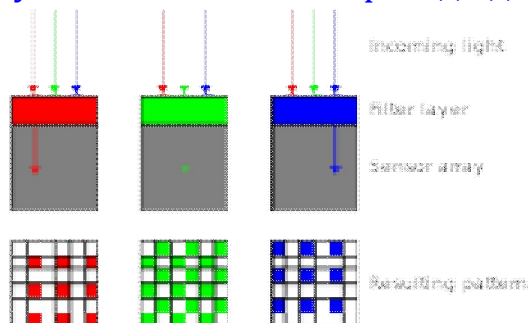 Incoming light
Filter layer
Sensor array
Resulting pattern